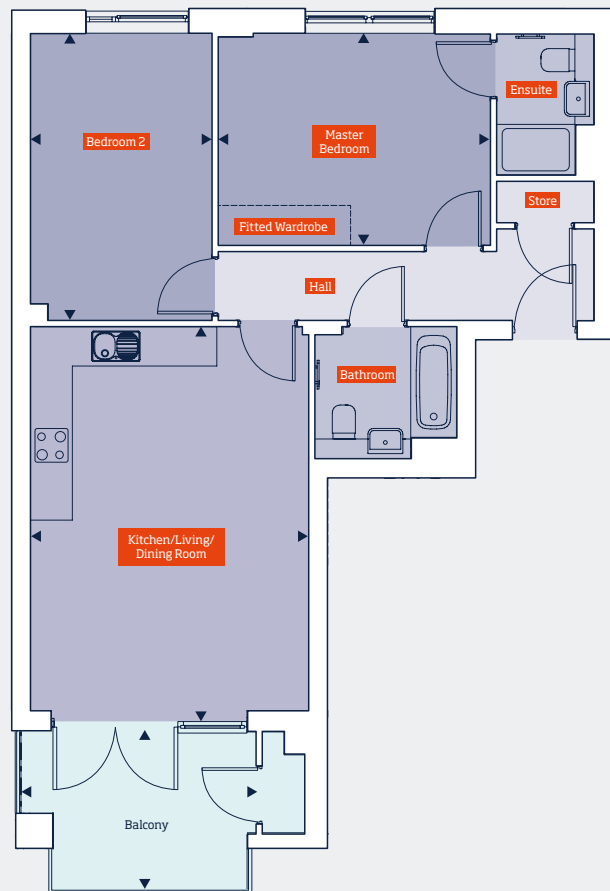 Ensuite
Bedroom 2
Master
Bedroom
Store
Fitted Wardrobe
Hall
Bathroom
Kitchen/Living/
Dining Room
Balcony